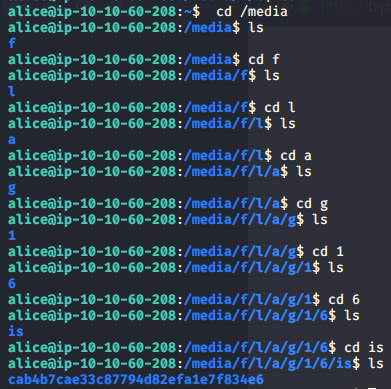 alice@ip-10-10-60-208:~$ cd /media
alice@ip-10-10-60-208:/media$ ls
f
alice@ip-10-10-60-208:/media$ cd f
alice@ip-10-10-60-208:/media/f$ ls
l
alice@ip-10-10-60-208:/media/f$ cd l
alice@ip-10-10-60-208:/media/f/l$ ls
a
alice@ip-10-10-60-208:/media/f/l$ cd a
alice@ip-10-10-60-208:/media/f/l/a$ ls
g
alice@ip-10-10-60-208:/media/f/l/a$ cd g
alice@ip-10-10-60-208:/media/f/l/a/g$ ls
1
alice@ip-10-10-60-208:/media/f/l/a/g$ cd 1
alice@ip-10-10-60-208:/media/f/l/a/g/1$ ls
6
alice@ip-10-10-60-208:/media/f/l/a/g/1$ cd 6
alice@ip-10-10-60-208:/media/f/l/a/g/1/6$ ls
is
alice@ip-10-10-60-208:/media/f/l/a/g/1/6$ cd is
alice@ip-10-10-60-208:/media/f/l/a/g/1/6/is$ ls
cab4b7cae33c87794d82efa1e7f834e6